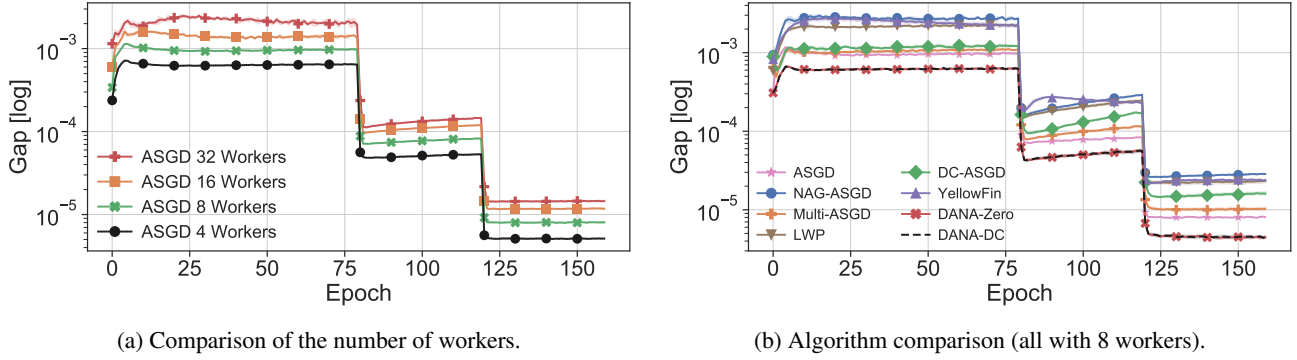 10⁻³
10⁻⁴
10⁻⁵
Gap [log]
ASGD 32 Workers
ASGD 16 Workers
ASGD 8 Workers
ASGD 4 Workers
0 25 50 75 100 125 150
Epoch
(a) Comparison of the number of workers.
10⁻³
10⁻⁴
10⁻⁵
Gap [log]
ASGD DC-ASGD
NAG-ASGD YellowFin
Multi-ASGD DANA-Zero
LWP DANA-DC
0 25 50 75 100 125 150
Epoch
(b) Algorithm comparison (all with 8 workers).